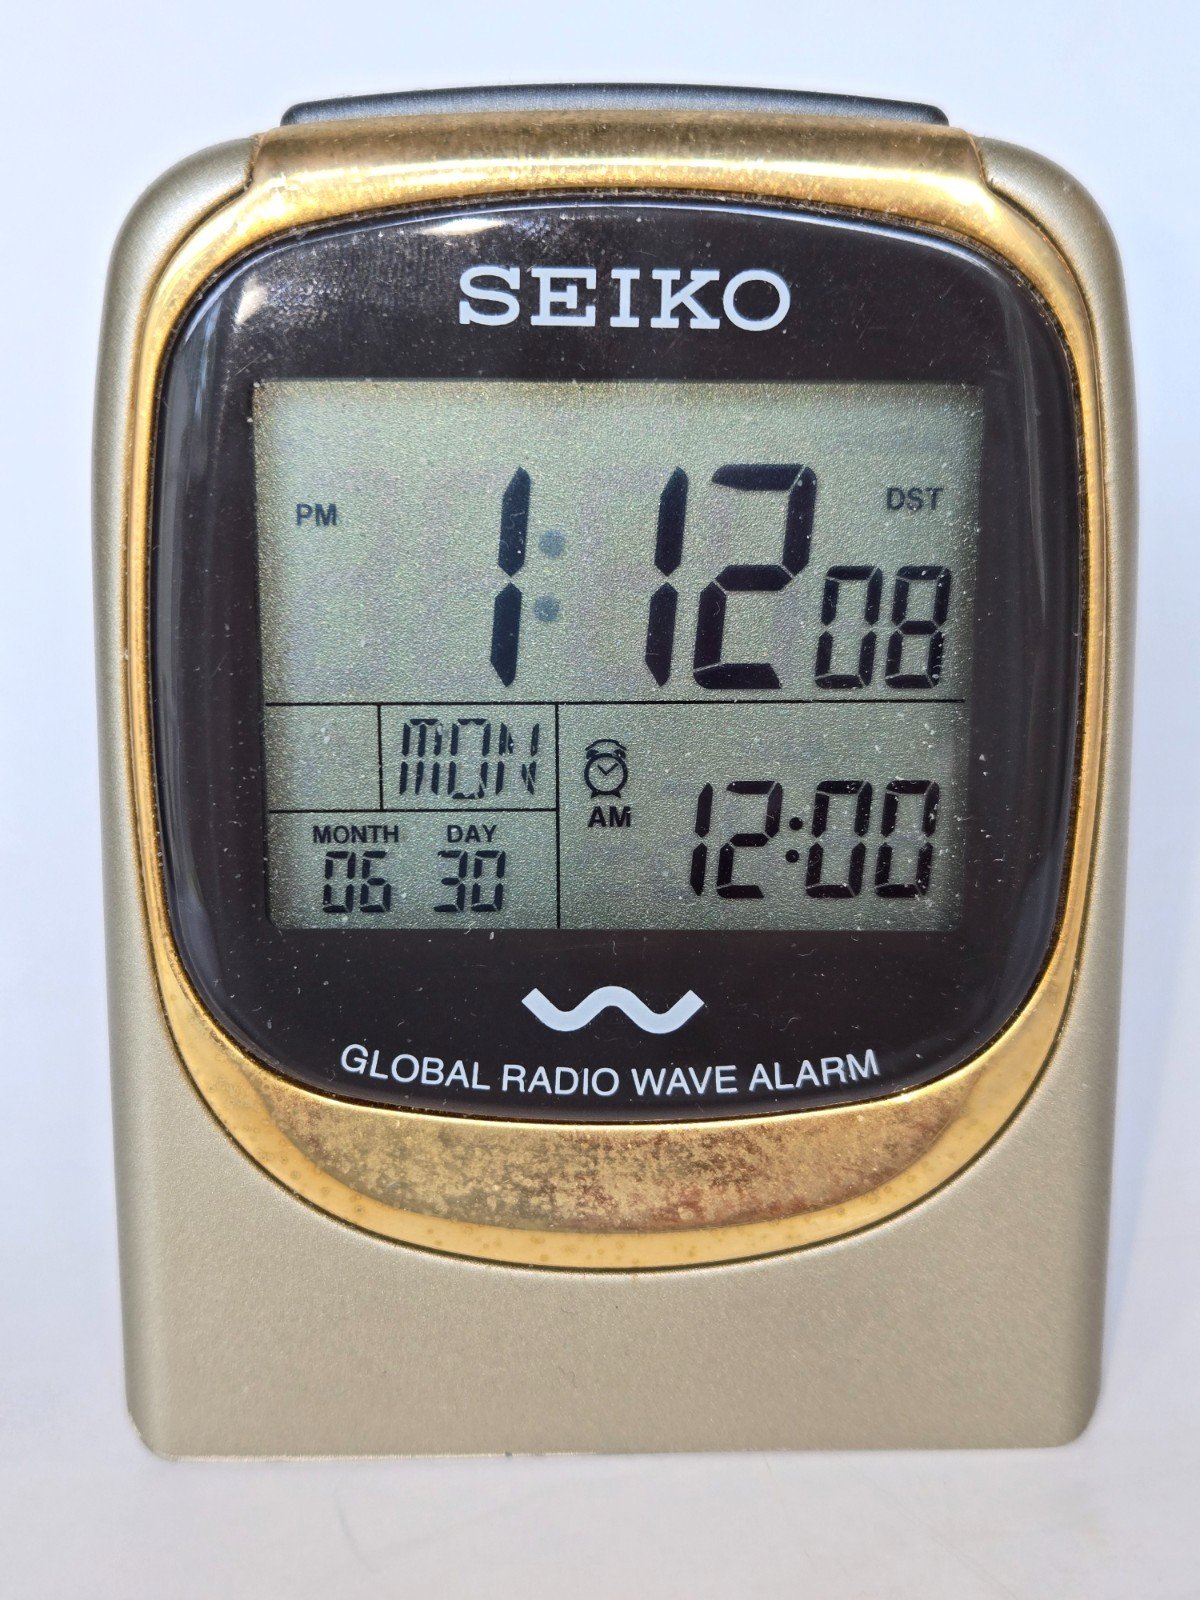 SEIKO
PM 1:12 08 DST
MON
MONTH DAY
06 30
AM 12:00
GLOBAL RADIO WAVE ALARM